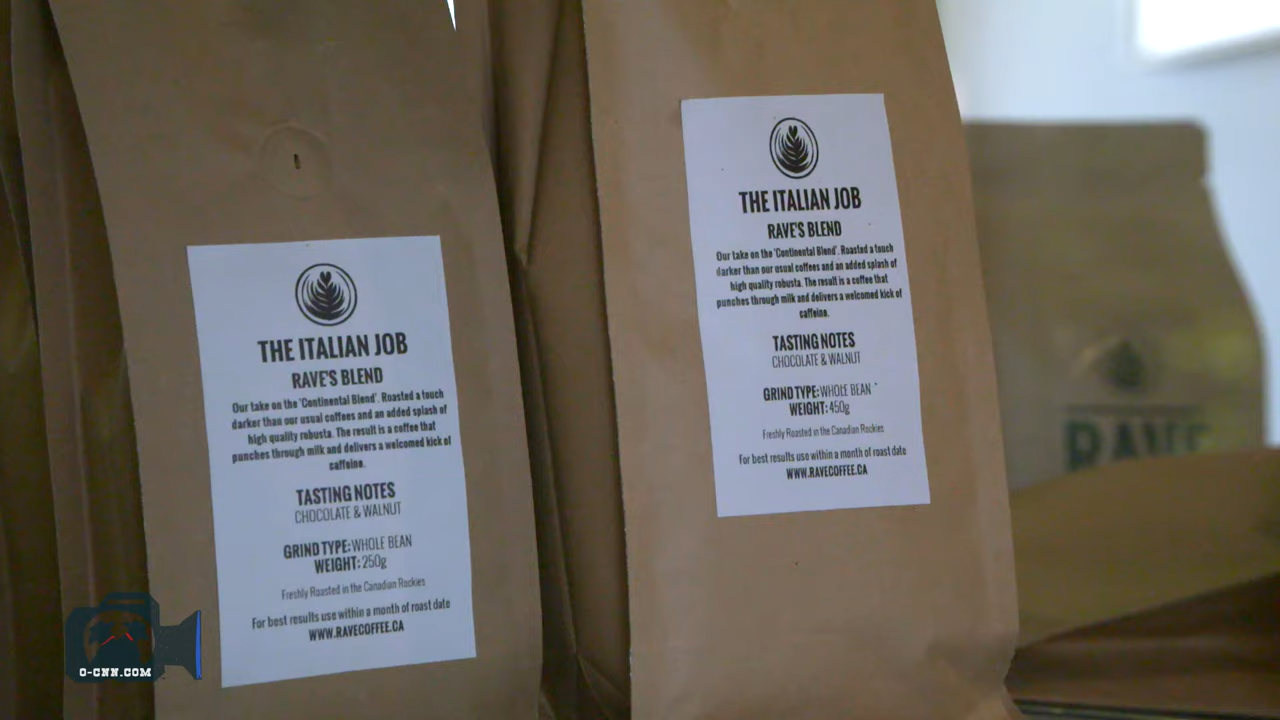 THE ITALIAN JOB
RAVE'S BLEND
Our take on the 'Continental Blend'. Roasted a touch
darker than our usual coffees and an added splash of
high quality robusta. The result is a coffee that
punches through milk and delivers a welcomed kick of
caffeine.
TASTING NOTES
CHOCOLATE & WALNUT
GRIND TYPE: WHOLE BEAN
WEIGHT: 250g
Freshly Roasted in the Canadian Rockies
For best results use within a month of roast date
WWW.RAVECOFFEE.CA
THE ITALIAN JOB
RAVE'S BLEND
Our take on the 'Continental Blend'. Roasted a touch
darker than our usual coffees and an added splash of
high quality robusta. The result is a coffee that
punches through milk and delivers a welcomed kick of
caffeine.
TASTING NOTES
CHOCOLATE & WALNUT
GRIND TYPE: WHOLE BEAN
WEIGHT: 450g
Freshly Roasted in the Canadian Rockies
For best results use within a month of roast date
WWW.RAVECOFFEE.CA
RAVE
O-CNN.COM